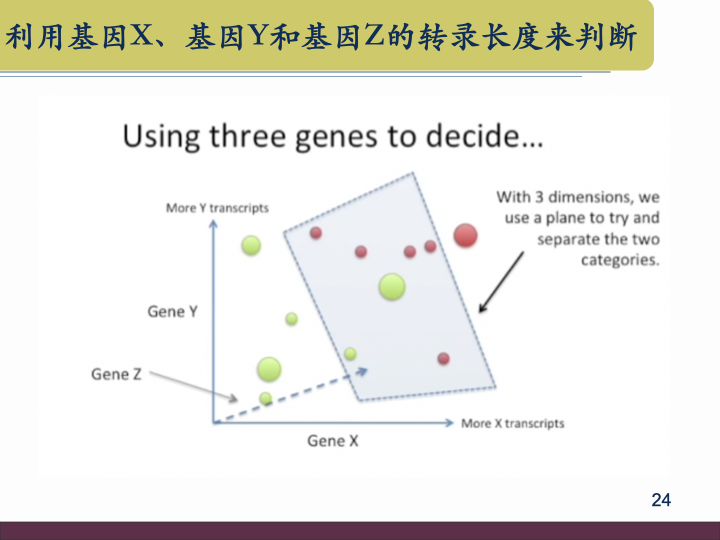 利用基因X、基因Y和基因Z的转录长度来判断
Using three genes to decide…
More Y transcripts
With 3 dimensions, we
use a plane to try and
separate the two
categories.
Gene Y
Gene Z
More X transcripts
Gene X
24